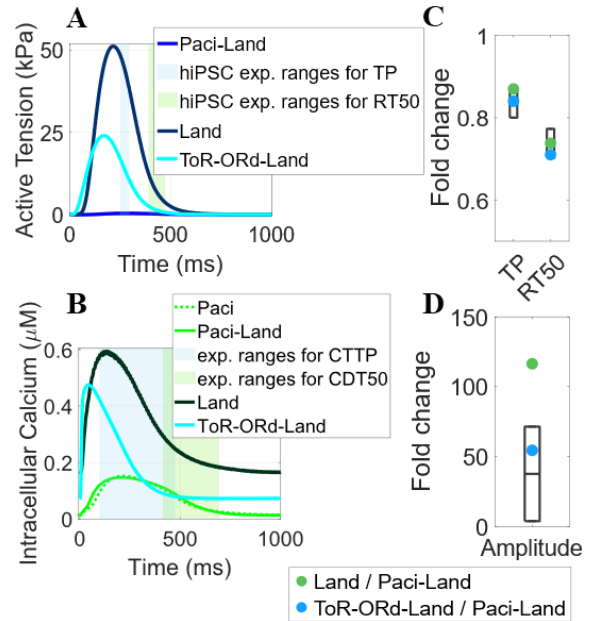 A
Active Tension (kPa)
50
25
0
Paci-Land
hiPSC exp. ranges for TP
hiPSC exp. ranges for RT50
Land
ToR-ORd-Land
0
500
1000
Time (ms)
C
Fold change
1
0.8
0.6
TP
RT50
B
Intracellular Calcium (μM)
0.6
0.4
0.2
0
Paci
Paci-Land
exp. ranges for CTTP
exp. ranges for CDT50
Land
ToR-ORd-Land
0
500
1000
Time (ms)
D
Fold change
150
100
50
0
Amplitude
Land / Paci-Land
ToR-ORd-Land / Paci-Land